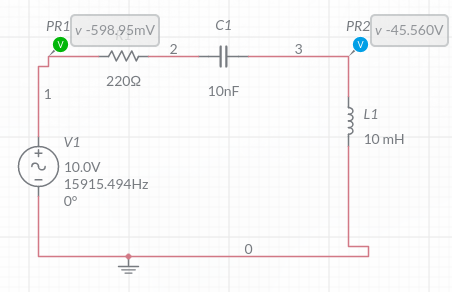 PR1
v -598.95mV
C1
PR2
v -45.560V
V
2
3
V
220Ω
10nF
1
L1
10 mH
V1
10.0V
15915.494Hz
0°
0